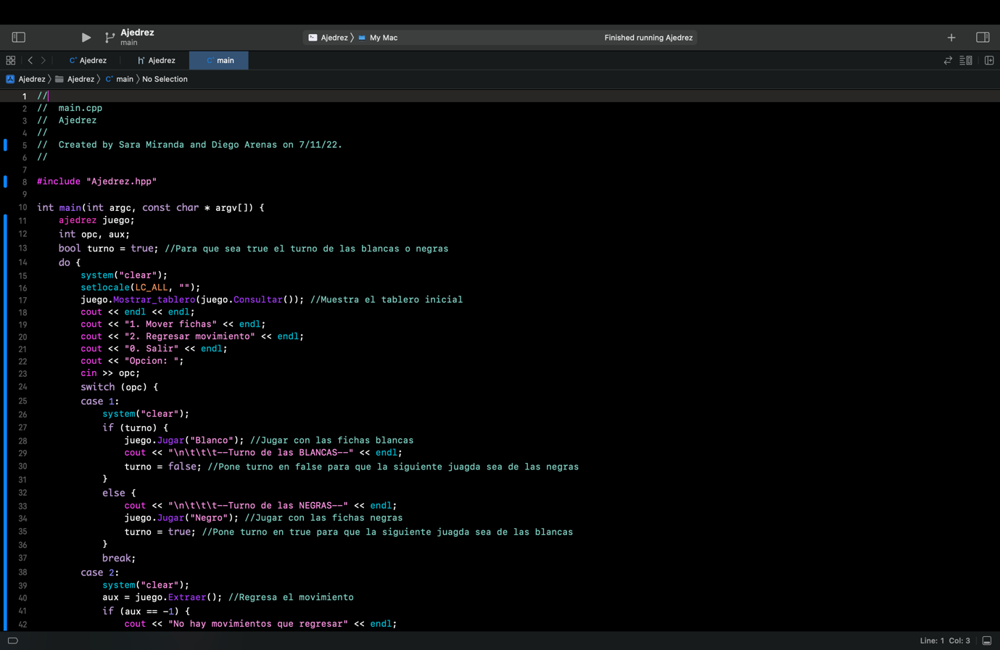 Ajedrez
main
Ajedrez 〉 My Mac
Finished running Ajedrez
C+ Ajedrez
h+ Ajedrez
C+ main
Ajedrez 〉 Ajedrez 〉 C+ main 〉 No Selection
1 //
2 //  main.cpp
3 //  Ajedrez
4 //
5 //  Created by Sara Miranda and Diego Arenas on 7/11/22.
6 //
7
8 #include "Ajedrez.hpp"
9
10 int main(int argc, const char * argv[]) {
11     ajedrez juego;
12     int opc, aux;
13     bool turno = true; //Para que sea true el turno de las blancas o negras
14     do {
15         system("clear");
16         setlocale(LC_ALL, "");
17         juego.Mostrar_tablero(juego.Consultar()); //Muestra el tablero inicial
18         cout << endl << endl;
19         cout << "1. Mover fichas" << endl;
20         cout << "2. Regresar movimiento" << endl;
21         cout << "0. Salir" << endl;
22         cout << "Opcion: ";
23         cin >> opc;
24         switch (opc) {
25         case 1:
26             system("clear");
27             if (turno) {
28                 juego.Jugar("Blanco"); //Jugar con las fichas blancas
29                 cout << "\n\t\t\t--Turno de las BLANCAS--" << endl;
30                 turno = false; //Pone turno en false para que la siguiente juagda sea de las negras
31             }
32             else {
33                 cout << "\n\t\t\t--Turno de las NEGRAS--" << endl;
34                 juego.Jugar("Negro"); //Jugar con las fichas negras
35                 turno = true; //Pone turno en true para que la siguiente juagda sea de las blancas
36             }
37             break;
38         case 2:
39             system("clear");
40             aux = juego.Extraer(); //Regresa el movimiento
41             if (aux == -1) {
42                 cout << "No hay movimientos que regresar" << endl;
Line: 1  Col: 3